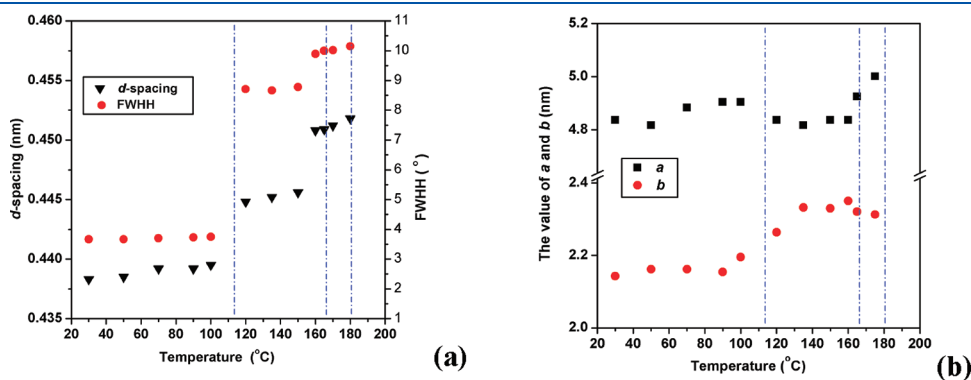 0.460
0.455
0.450
0.445
0.440
0.435
d-spacing (nm)
d-spacing
FWHH
11
10
9
8
7
6
5
4
3
2
1
FWHH (°)
20 40 60 80 100 120 140 160 180 200
Temperature (°C)
(a)
5.2
5.0
4.8
2.4
2.2
2.0
The value of a and b (nm)
a
b
20 40 60 80 100 120 140 160 180 200
Temperature (°C)
(b)